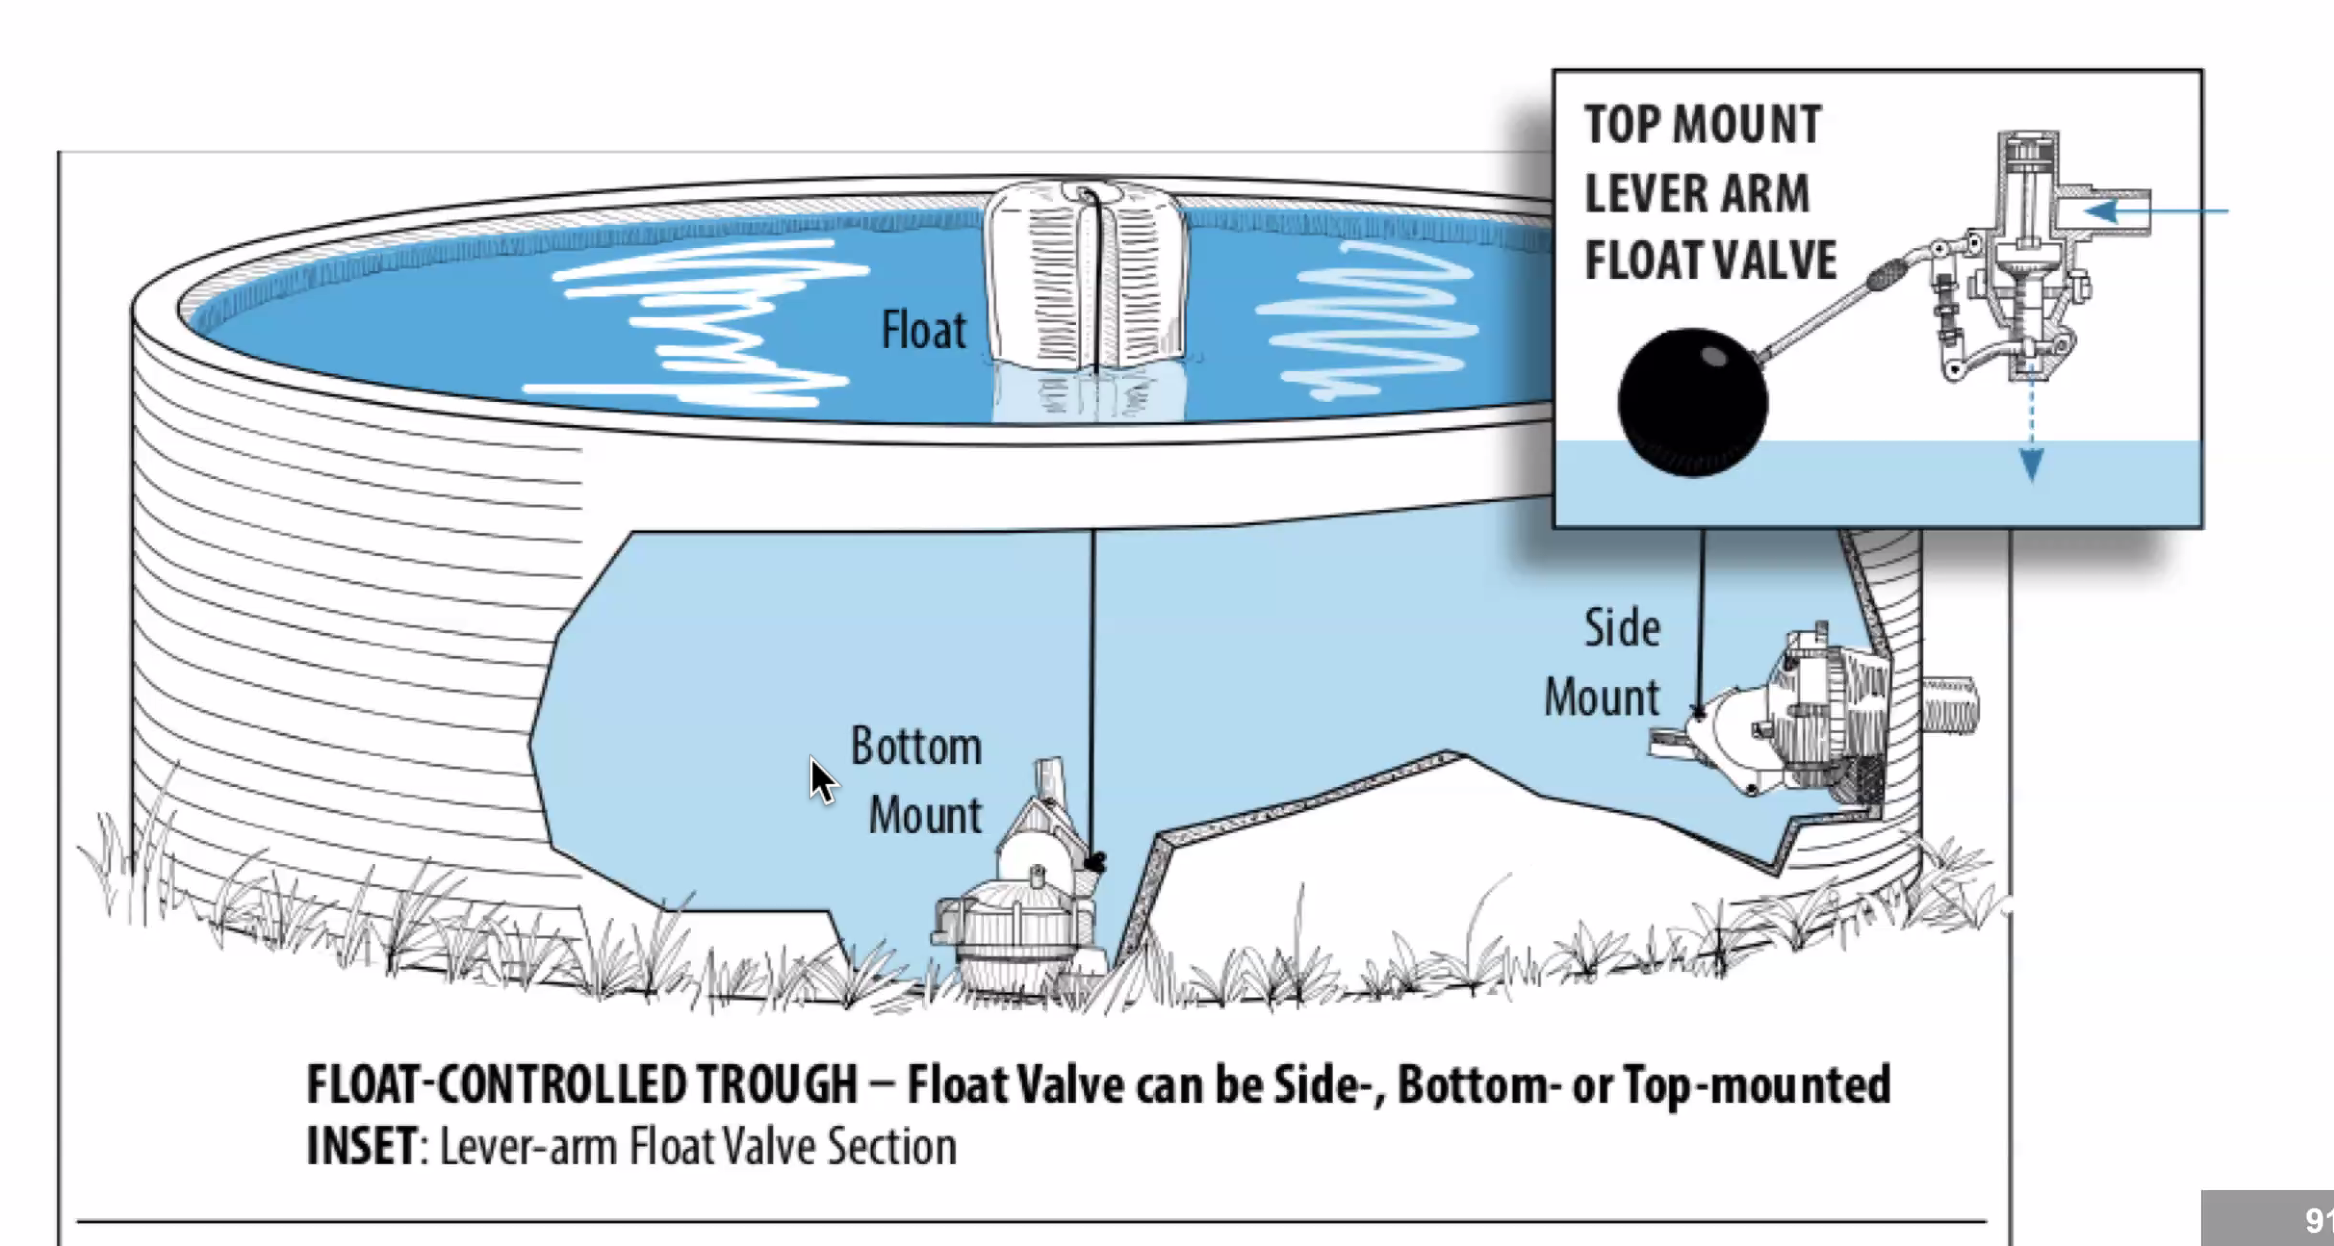 TOP MOUNT
LEVER ARM
FLOAT VALVE
Float
Side
Mount
Bottom
Mount
FLOAT-CONTROLLED TROUGH – Float Valve can be Side-, Bottom- or Top-mounted
INSET: Lever-arm Float Valve Section